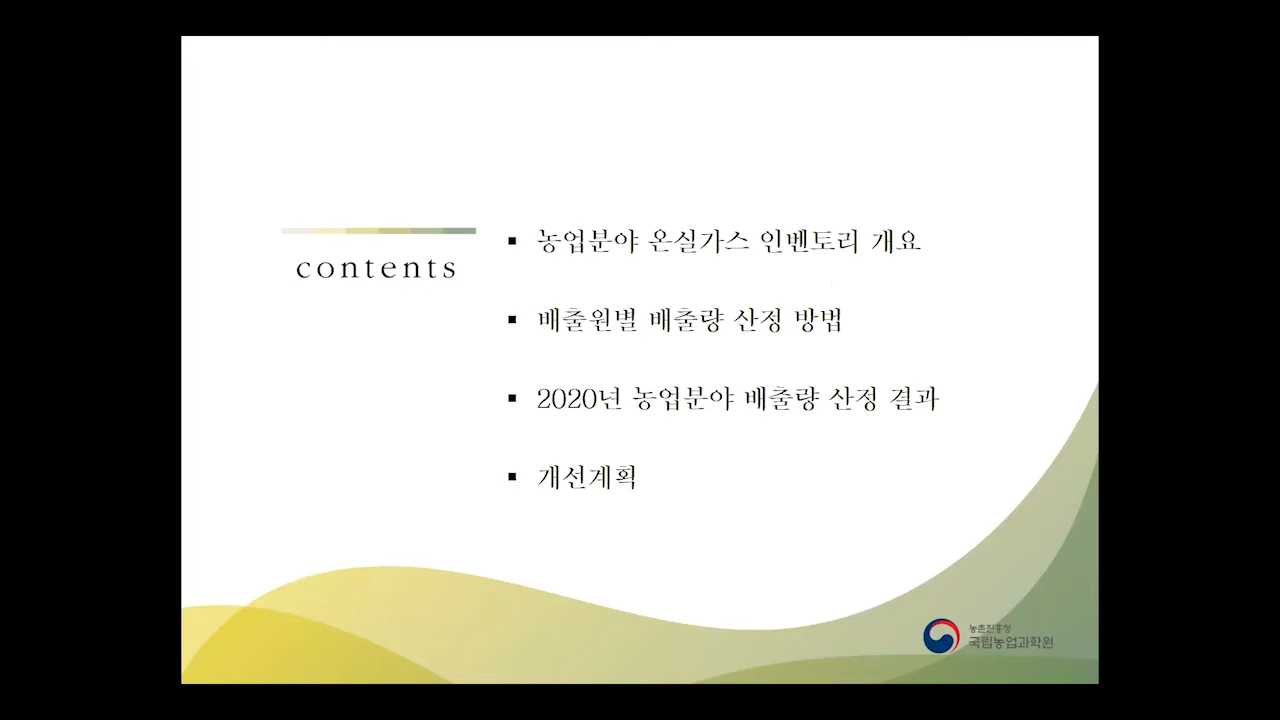 contents
▪ 농업분야 온실가스 인벤토리 개요
▪ 배출원별 배출량 산정 방법
▪ 2020년 농업분야 배출량 산정 결과
▪ 개선계획
농촌진흥청
국립농업과학원